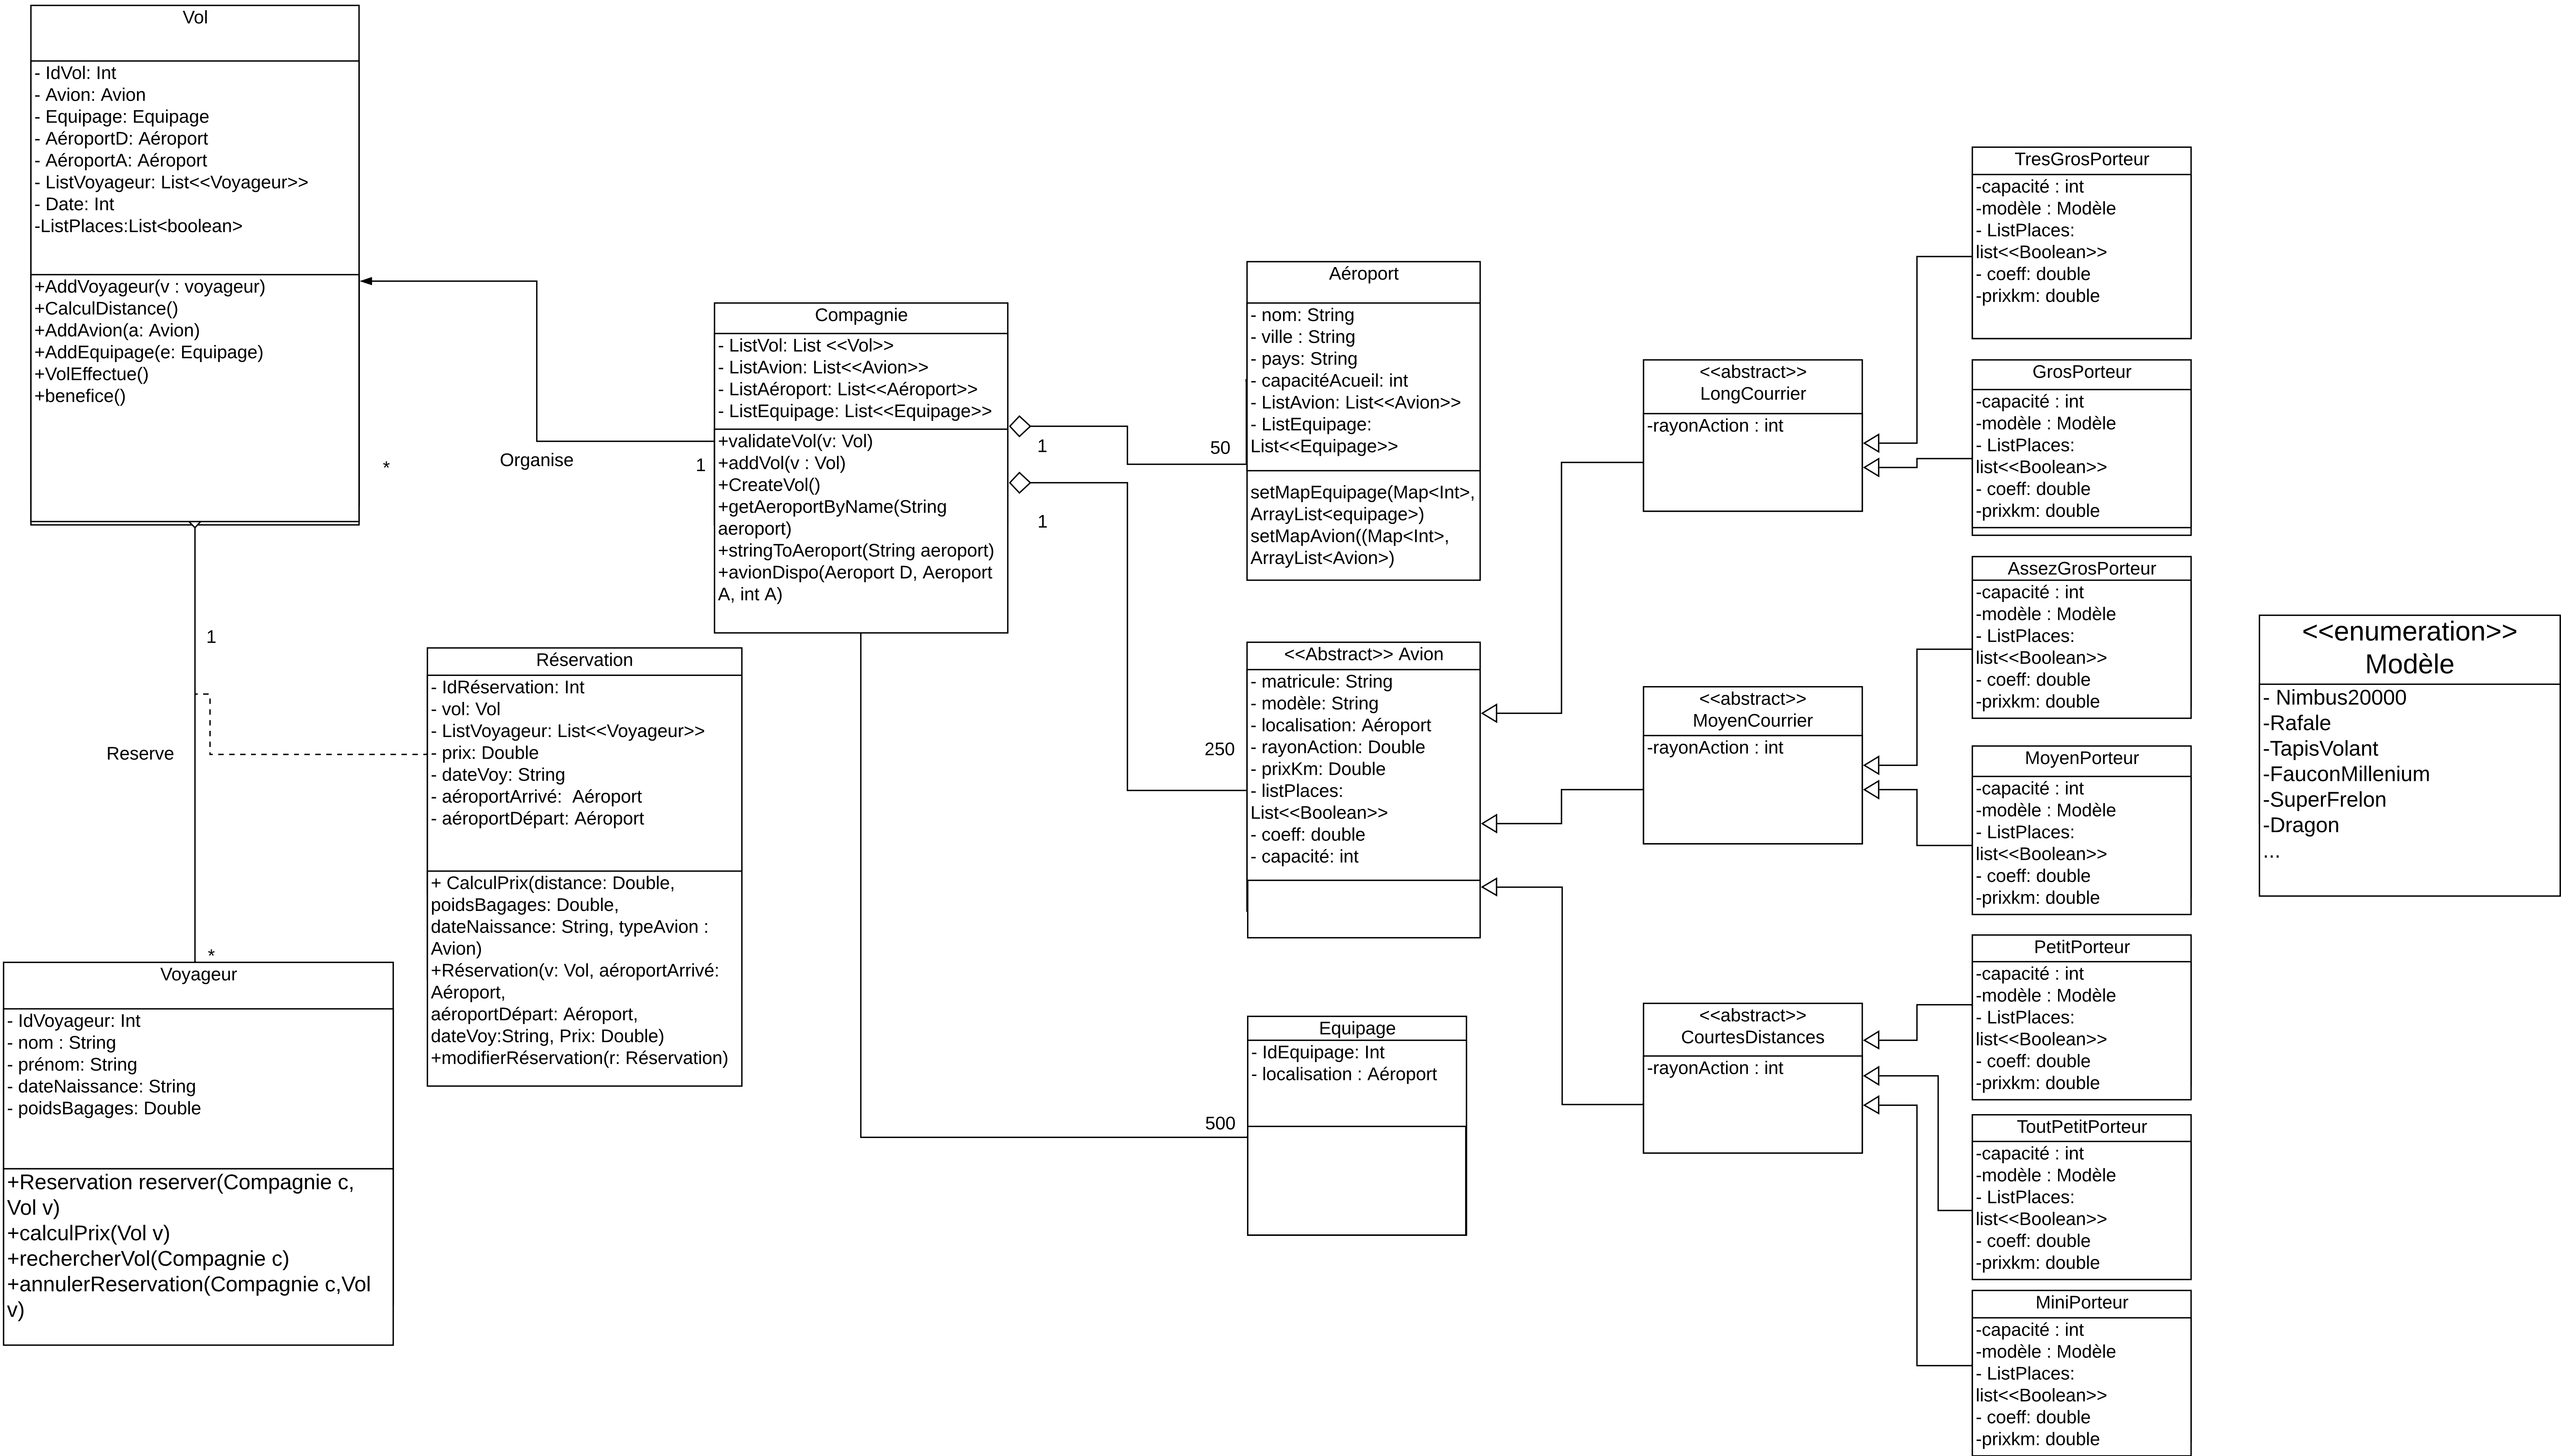 Vol
- IdVol: Int
- Avion: Avion
- Equipage: Equipage
- AéroportD: Aéroport
- AéroportA: Aéroport
- ListVoyageur: List<<Voyageur>>
- Date: Int
-ListPlaces:List<boolean>
+AddVoyageur(v : voyageur)
+CalculDistance()
+AddAvion(a: Avion)
+AddEquipage(e: Equipage)
+VolEffectue()
+benefice()
*
Organise
1
1
Reserve
*
Voyageur
- IdVoyageur: Int
- nom : String
- prénom: String
- dateNaissance: String
- poidsBagages: Double
+Reservation reserver(Compagnie c,
Vol v)
+calculPrix(Vol v)
+rechercherVol(Compagnie c)
+annulerReservation(Compagnie c,Vol
v)
Réservation
- IdRéservation: Int
- vol: Vol
- ListVoyageur: List<<Voyageur>>
- prix: Double
- dateVoy: String
- aéroportArrivé:  Aéroport
- aéroportDépart: Aéroport
+ CalculPrix(distance: Double,
poidsBagages: Double,
dateNaissance: String, typeAvion :
Avion)
+Réservation(v: Vol, aéroportArrivé:
Aéroport,
aéroportDépart: Aéroport,
dateVoy:String, Prix: Double)
+modifierRéservation(r: Réservation)
Compagnie
- ListVol: List <<Vol>>
- ListAvion: List<<Avion>>
- ListAéroport: List<<Aéroport>>
- ListEquipage: List<<Equipage>>
+validateVol(v: Vol)
+addVol(v : Vol)
+CreateVol()
+getAeroportByName(String
aeroport)
+stringToAeroport(String aeroport)
+avionDispo(Aeroport D, Aeroport
A, int A)
1
1
50
250
500
Aéroport
- nom: String
- ville : String
- pays: String
- capacitéAcueil: int
- ListAvion: List<<Avion>>
- ListEquipage:
List<<Equipage>>
setMapEquipage(Map<Int>,
ArrayList<equipage>)
setMapAvion((Map<Int>,
ArrayList<Avion>)
<<Abstract>> Avion
- matricule: String
- modèle: String
- localisation: Aéroport
- rayonAction: Double
- prixKm: Double
- listPlaces:
List<<Boolean>>
- coeff: double
- capacité: int
Equipage
- IdEquipage: Int
- localisation : Aéroport
<<abstract>>
LongCourrier
-rayonAction : int
<<abstract>>
MoyenCourrier
-rayonAction : int
<<abstract>>
CourtesDistances
-rayonAction : int
TresGrosPorteur
-capacité : int
-modèle : Modèle
- ListPlaces:
list<<Boolean>>
- coeff: double
-prixkm: double
GrosPorteur
-capacité : int
-modèle : Modèle
- ListPlaces:
list<<Boolean>>
- coeff: double
-prixkm: double
AssezGrosPorteur
-capacité : int
-modèle : Modèle
- ListPlaces:
list<<Boolean>>
- coeff: double
-prixkm: double
MoyenPorteur
-capacité : int
-modèle : Modèle
- ListPlaces:
list<<Boolean>>
- coeff: double
-prixkm: double
PetitPorteur
-capacité : int
-modèle : Modèle
- ListPlaces:
list<<Boolean>>
- coeff: double
-prixkm: double
ToutPetitPorteur
-capacité : int
-modèle : Modèle
- ListPlaces:
list<<Boolean>>
- coeff: double
-prixkm: double
MiniPorteur
-capacité : int
-modèle : Modèle
- ListPlaces:
list<<Boolean>>
- coeff: double
-prixkm: double
<<enumeration>>
Modèle
- Nimbus20000
-Rafale
-TapisVolant
-FauconMillenium
-SuperFrelon
-Dragon
...